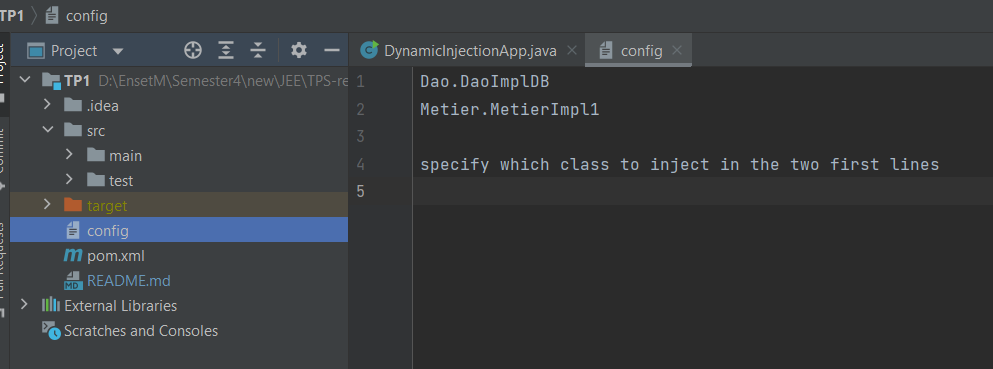 TP1 config
Project
DynamicInjectionApp.java
config
TP1 D:\EnsetM\Semester4\new\JEE\TPS-re
.idea
src
main
test
target
config
pom.xml
README.md
External Libraries
Scratches and Consoles
1 Dao.DaoImplDB
2 Metier.MetierImpl1
3
4 specify which class to inject in the two first lines
5